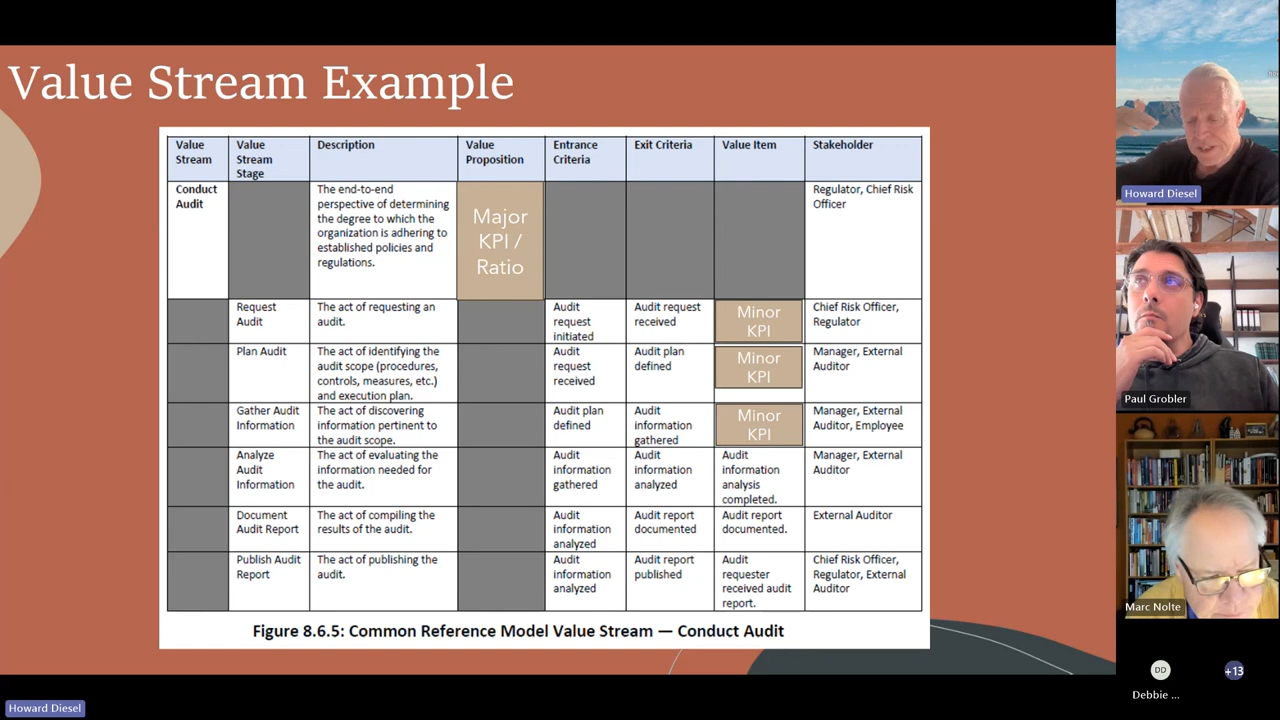 Value Stream Example
Value
Stream
Value
Stream
Stage
Description
Value
Proposition
Entrance
Criteria
Exit Criteria
Value Item
Stakeholder
Conduct
Audit
The end-to-end
perspective of determining
the degree to which the
organization is adhering to
established policies and
regulations.
Major
KPI /
Ratio
Regulator, Chief Risk
Officer
Request
Audit
The act of requesting an
audit.
Audit
request
initiated
Audit request
received
Minor
KPI
Chief Risk Officer,
Regulator
Plan Audit
The act of identifying the
audit scope (procedures,
controls, measures, etc.)
and execution plan.
Audit
request
received
Audit plan
defined
Minor
KPI
Manager, External
Auditor
Gather Audit
Information
The act of discovering
information pertinent to
the audit scope.
Audit plan
defined
Audit
information
gathered
Minor
KPI
Manager, External
Auditor, Employee
Analyze
Audit
Information
The act of evaluating the
information needed for
the audit.
Audit
information
gathered
Audit
information
analyzed
Audit
information
analysis
completed.
Manager, External
Auditor
Document
Audit Report
The act of compiling the
results of the audit.
Audit
information
analyzed
Audit report
documented
Audit report
documented.
External Auditor
Publish Audit
Report
The act of publishing the
audit.
Audit
information
analyzed
Audit report
published
Audit
requester
received audit
report.
Chief Risk Officer,
Regulator, External
Auditor
Figure 8.6.5: Common Reference Model Value Stream — Conduct Audit
Howard Diesel
Paul Grobler
Marc Nolte
DD
+13
Debbie ...
Howard Diesel